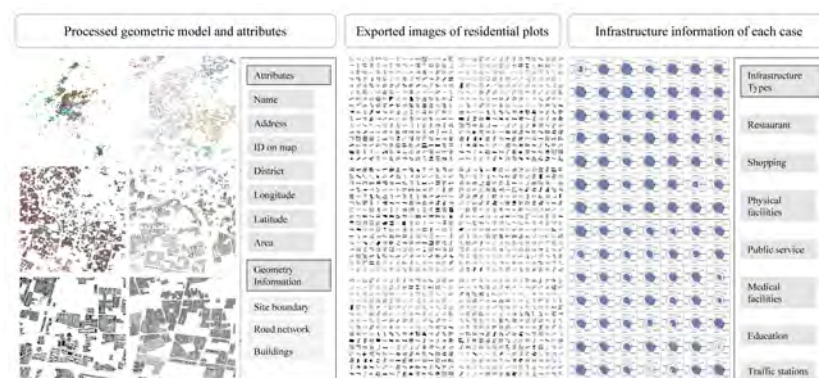 Processed geometric model and attributes
Exported images of residential plots
Infrastructure information of each case
Attributes
Name
Address
ID on map
District
Longitude
Latitude
Area
Geometry
Information
Site boundary
Road network
Buildings
Infrastructure
Types
Restaurant
Shopping
Physical
facilities
Public service
Medical
facilities
Education
Traffic stations